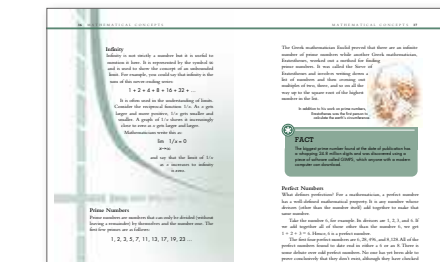 MATHEMATICAL CONCEPTS
Infinity
Infinity is not strictly a number but it is useful to
mention it here. It is represented by the symbol ∞
and is used to show the concept of an unbounded
limit. For example, you could say that infinity is the
sum of this never-ending series:
1 + 2 + 4 + 8 + 16 + 32 + ...
It is often used in the understanding of limits.
Consider the reciprocal function 1/x. As x gets
larger and more positive, 1/x gets smaller and
smaller. A graph of 1/x shows it increasingly
close to zero as x gets larger and larger.
Mathematicians write this as:
lim 1/x = 0
x→∞
and say that the limit of 1/x
as x increases to infinity
is zero.
Prime Numbers
Prime numbers are numbers that can only be divided (without
leaving a remainder) by themselves and the number one. The
first few primes are as follows:
1, 2, 3, 5, 7, 11, 13, 17, 19, 23 ...
MATHEMATICAL CONCEPTS
The Greek mathematician Euclid proved that there are an infinite
number of prime numbers while another Greek mathematician,
Eratosthenes, worked out a method for finding
prime numbers. It was called the Sieve of
Eratosthenes and involves writing down a
list of numbers and then crossing out
multiples of two, three, and so on all the
way up to the square root of the highest
number in the list.
In addition to his work on prime numbers,
Eratosthenes was the first person to
calculate the earth's circumference
FACT
The biggest prime number found at the date of publication has
a whopping 24.8 million digits and was discovered using a
piece of software called GIMPS, which anyone with a modern
computer can download.
Perfect Numbers
What defines perfection? For a mathematician, a perfect number
has a well-defined mathematical property. It is any number whose
divisors (other than the number itself) add together to make that
same number.
Take the number 6, for example. Its divisors are 1, 2, 3, and 6. If
we add together all of these other than the number 6, we get
1 + 2 + 3 = 6. Hence, 6 is a perfect number.
The first four perfect numbers are 6, 28, 496, and 8,128. All of the
perfect numbers found to date end in either a 6 or an 8. There is
some debate over odd perfect numbers. No one has yet been able to
prove conclusively that they don't exist, although they have checked